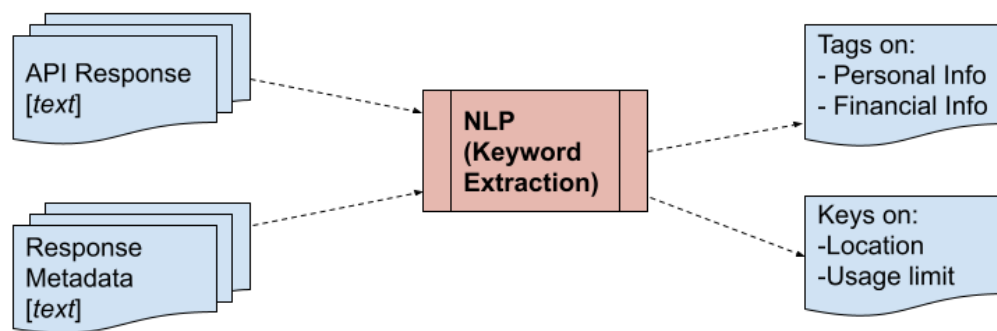 API Response
[text]
Response
Metadata
[text]
NLP
(Keyword
Extraction)
Tags on:
- Personal Info
- Financial Info
Keys on:
-Location
-Usage limit